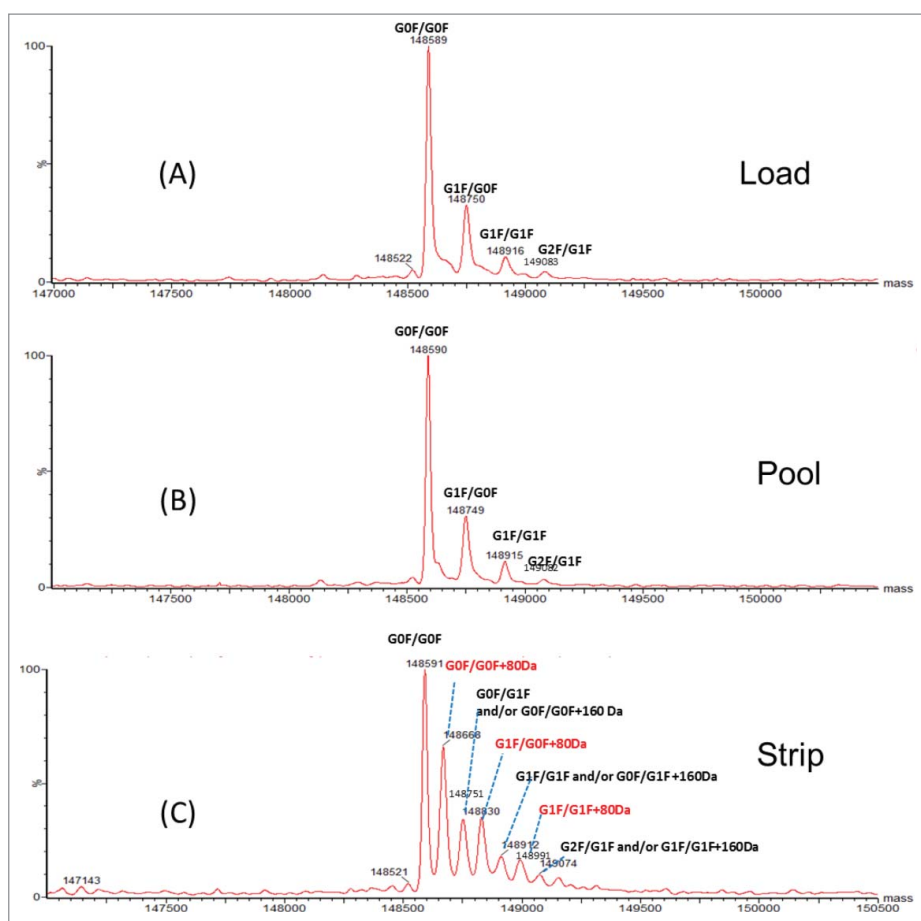 G0F/G0F
148589
100
(A)
Load
%
G1F/G0F
148750
G1F/G1F
G2F/G1F
148916
149083
148522
0
147000 147500 148000 148500 149000 149500 150000 mass
G0F/G0F
148590
100
(B)
Pool
%
G1F/G0F
148749
G1F/G1F
148915
G2F/G1F
149082
0
147500 148000 148500 149000 149500 150000 mass
G0F/G0F
148591
100
G0F/G0F+80Da
G0F/G1F
and/or G0F/G0F+160 Da
148668
G1F/G0F+80Da
Strip
G1F/G1F and/or G0F/G1F+160Da
148751
148830
(C)
%
G1F/G1F+80Da
G2F/G1F and/or G1F/G1F+160Da
148912
148991
149074
148521
147143
0
147000 147500 148000 148500 149000 149500 150000 150500 mass